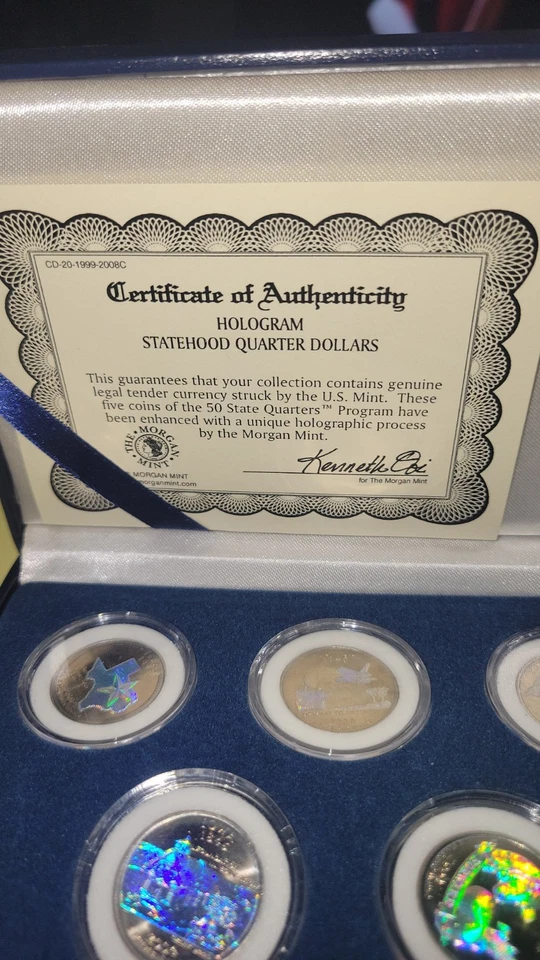 CD-20-1999-2008C
Certificate of Authenticity
HOLOGRAM
STATEHOOD QUARTER DOLLARS
This guarantees that your collection contains genuine
legal tender currency struck by the U.S. Mint. These
five coins of the 50 State Quarters™ Program have
been enhanced with a unique holographic process
by the Morgan Mint.
THE MORGAN
MINT
MORGAN MINT
morganmint.com
for The Morgan Mint